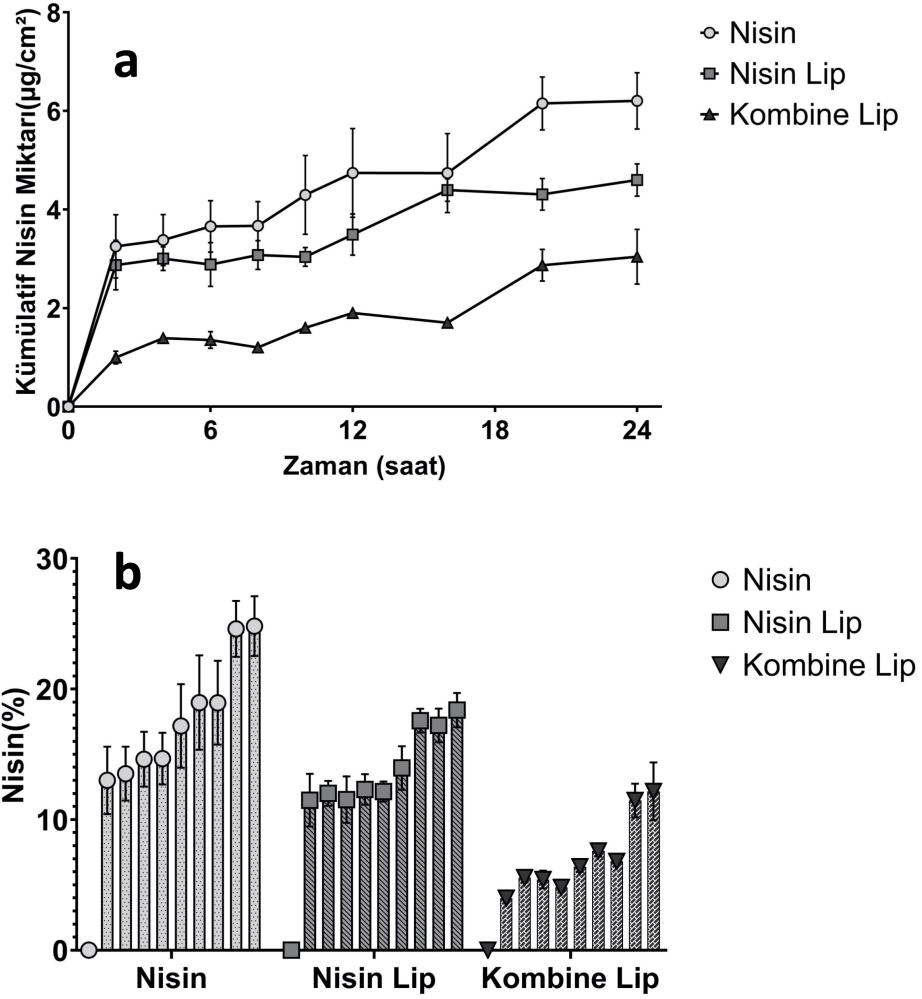 a
Kümülatif Nisin Miktarı(µg/cm²)
8
6
4
2
0
0 6 12 18 24
Zaman (saat)
Nisin
Nisin Lip
Kombine Lip
b
Nisin(%)
30
20
10
0
Nisin Nisin Lip Kombine Lip
Nisin
Nisin Lip
Kombine Lip